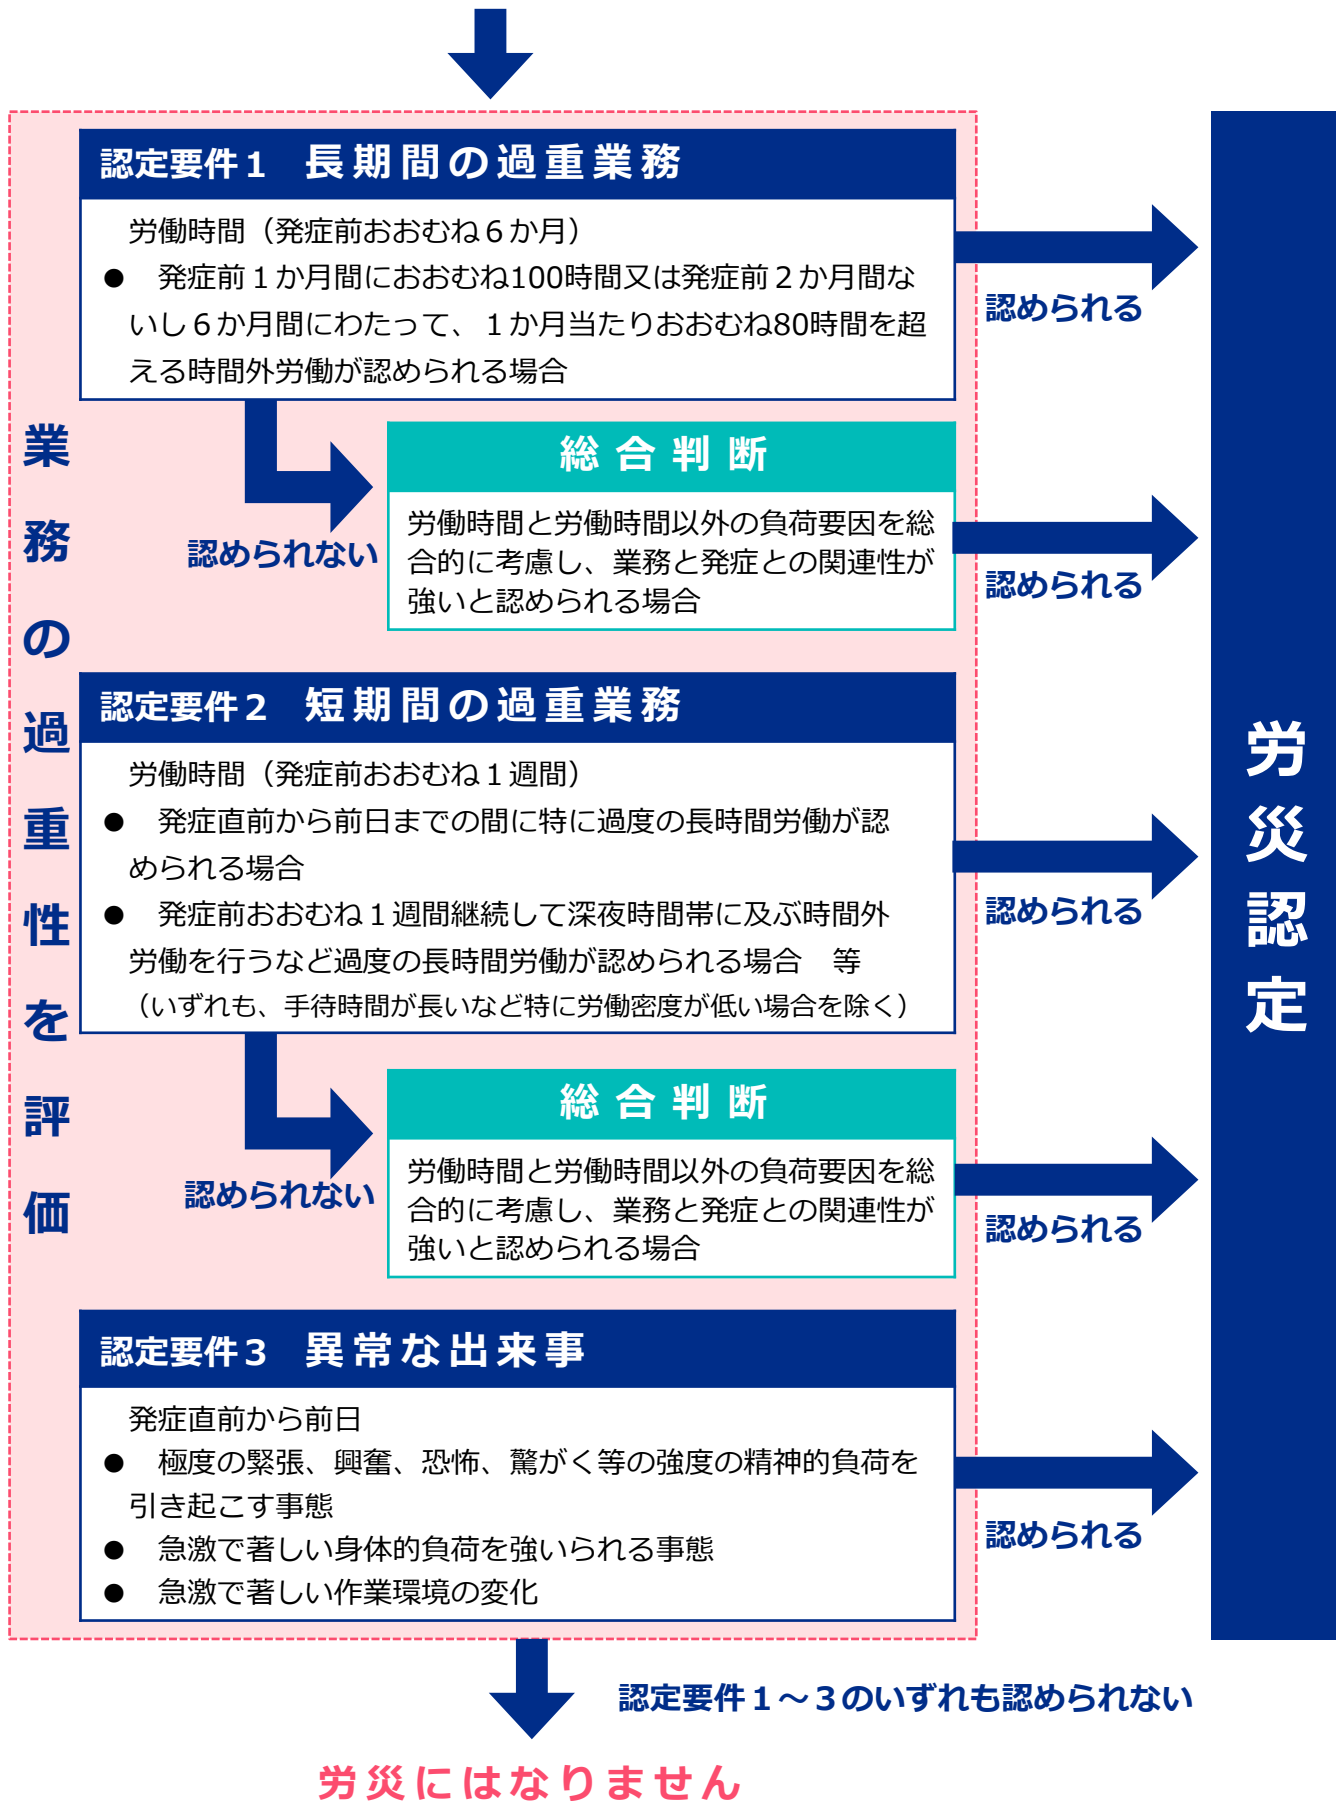 業務の過重性を評価
認定要件１　長期間の過重業務
労働時間（発症前おおむね６か月）
●　発症前１か月間におおむね100時間又は発症前２か月間な
いし６か月間にわたって、１か月当たりおおむね80時間を超
える時間外労働が認められる場合
認められる
認められない
総合判断
労働時間と労働時間以外の負荷要因を総
合的に考慮し、業務と発症との関連性が
強いと認められる場合
認められる
認定要件２　短期間の過重業務
労働時間（発症前おおむね１週間）
●　発症直前から前日までの間に特に過度の長時間労働が認
められる場合
●　発症前おおむね１週間継続して深夜時間帯に及ぶ時間外
労働を行うなど過度の長時間労働が認められる場合　等
（いずれも、手待時間が長いなど特に労働密度が低い場合を除く）
認められる
認められない
総合判断
労働時間と労働時間以外の負荷要因を総
合的に考慮し、業務と発症との関連性が
強いと認められる場合
認められる
認定要件３　異常な出来事
発症直前から前日
●　極度の緊張、興奮、恐怖、驚がく等の強度の精神的負荷を
引き起こす事態
●　急激で著しい身体的負荷を強いられる事態
●　急激で著しい作業環境の変化
認められる
労災認定
認定要件１～３のいずれも認められない
労災にはなりません